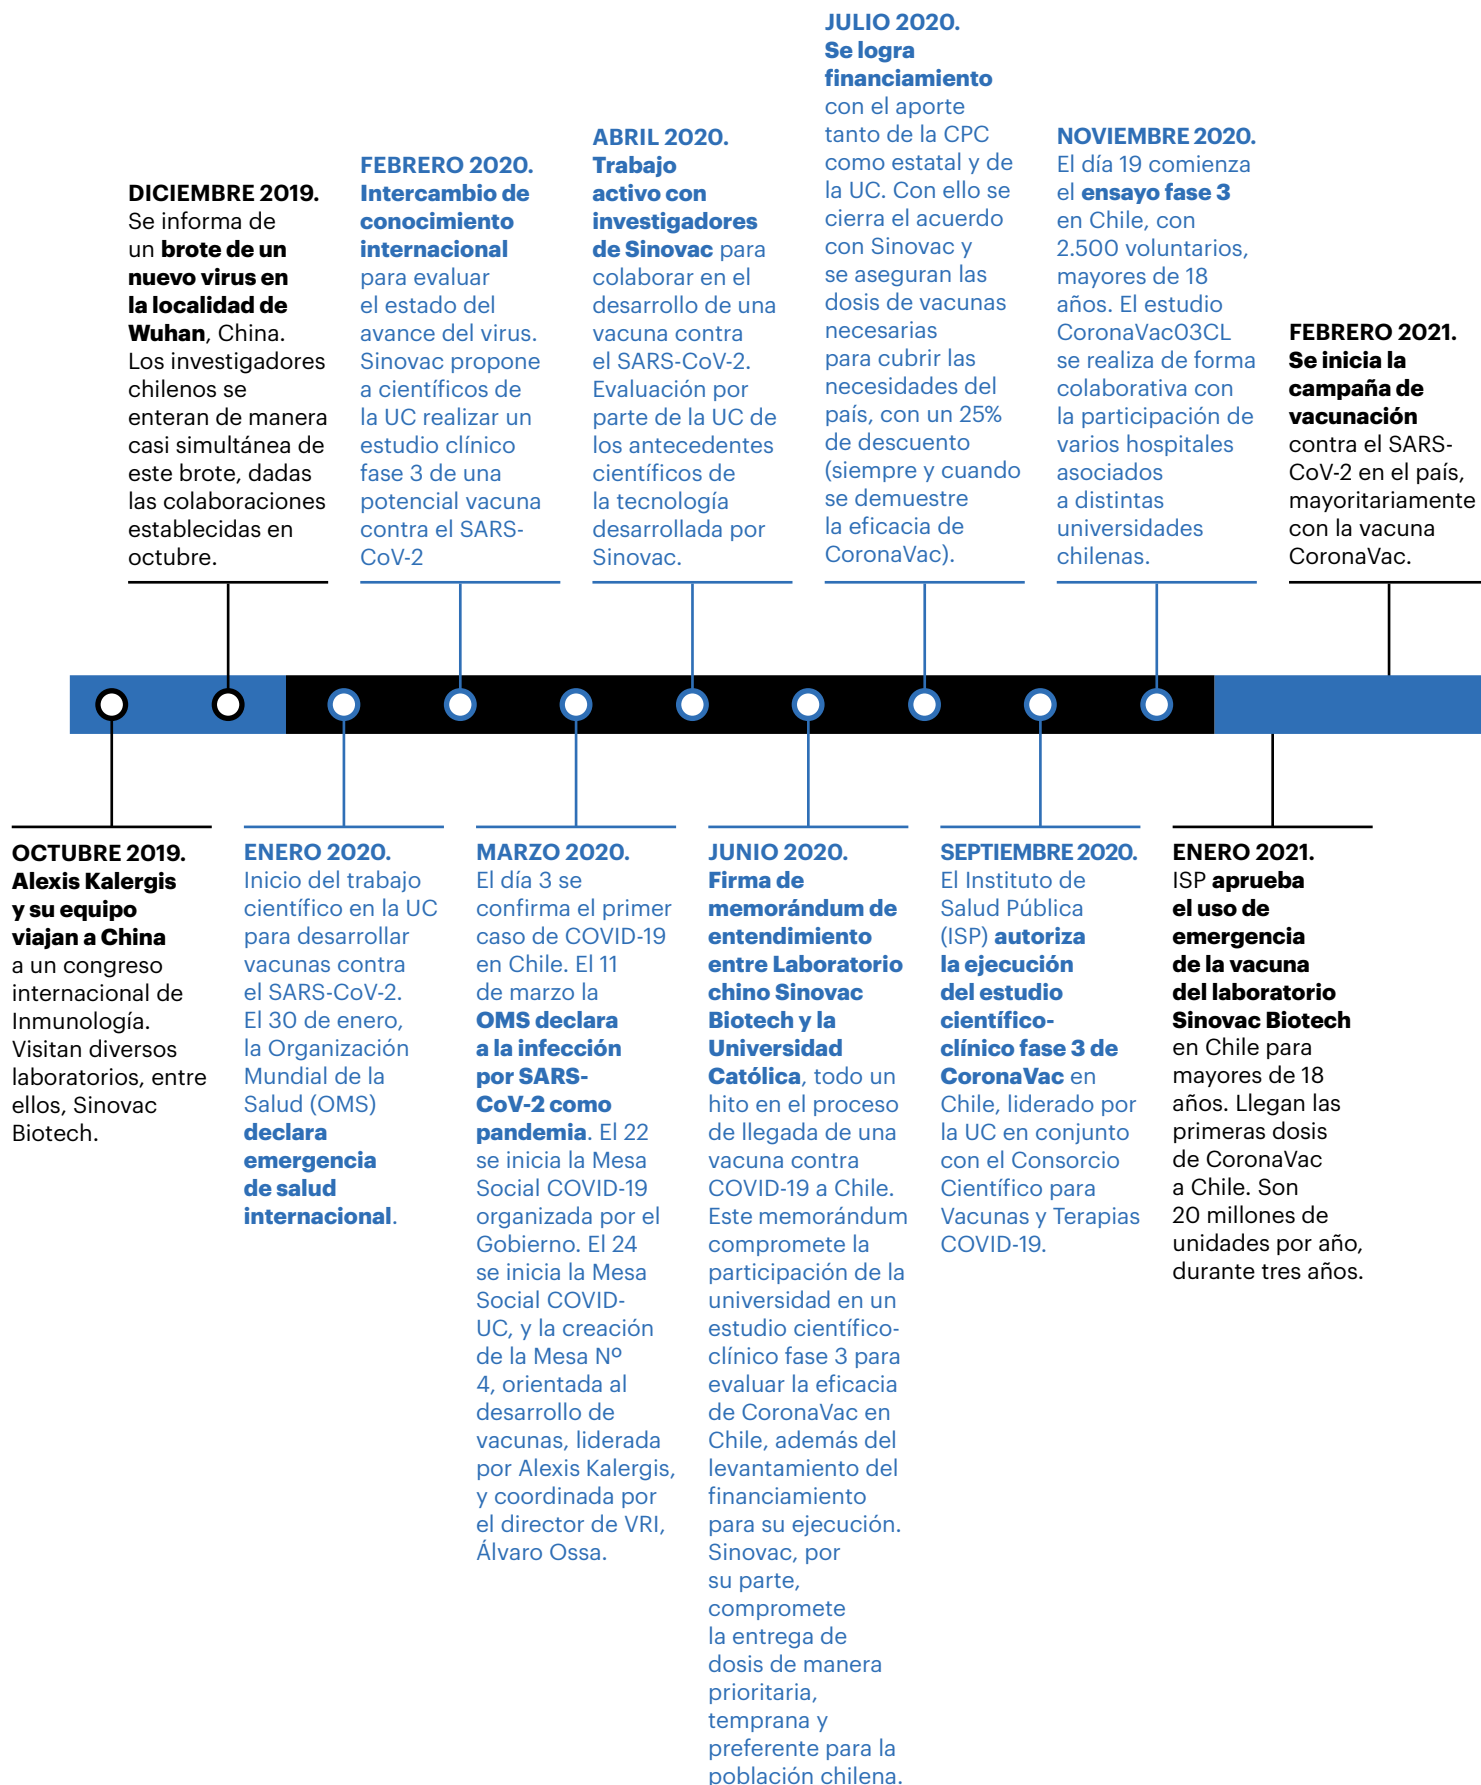 JULIO 2020.
Se logra
financiamiento
con el aporte
tanto de la CPC
como estatal y de
la UC. Con ello se
cierra el acuerdo
con Sinovac y
se aseguran las
dosis de vacunas
necesarias
para cubrir las
necesidades del
país, con un 25%
de descuento
(siempre y cuando
se demuestre
la eficacia de
CoronaVac).
ABRIL 2020.
Trabajo
activo con
investigadores
de Sinovac para
colaborar en el
desarrollo de una
vacuna contra
el SARS-CoV-2.
Evaluación por
parte de la UC de
los antecedentes
científicos de
la tecnología
desarrollada por
Sinovac.
NOVIEMBRE 2020.
El día 19 comienza
el ensayo fase 3
en Chile, con
2.500 voluntarios,
mayores de 18
años. El estudio
CoronaVac03CL
se realiza de forma
colaborativa con
la participación de
varios hospitales
asociados
a distintas
universidades
chilenas.
FEBRERO 2020.
Intercambio de
conocimiento
internacional
para evaluar
el estado del
avance del virus.
Sinovac propone
a científicos de
la UC realizar un
estudio clínico
fase 3 de una
potencial vacuna
contra el SARS-
CoV-2
DICIEMBRE 2019.
Se informa de
un brote de un
nuevo virus en
la localidad de
Wuhan, China.
Los investigadores
chilenos se
enteran de manera
casi simultánea de
este brote, dadas
las colaboraciones
establecidas en
octubre.
FEBRERO 2021.
Se inicia la
campaña de
vacunación
contra el SARS-
CoV-2 en el país,
mayoritariamente
con la vacuna
CoronaVac.
OCTUBRE 2019.
Alexis Kalergis
y su equipo
viajan a China
a un congreso
internacional de
Inmunología.
Visitan diversos
laboratorios, entre
ellos, Sinovac
Biotech.
ENERO 2020.
Inicio del trabajo
científico en la UC
para desarrollar
vacunas contra
el SARS-CoV-2.
El 30 de enero,
la Organización
Mundial de la
Salud (OMS)
declara
emergencia
de salud
internacional.
MARZO 2020.
El día 3 se
confirma el primer
caso de COVID-19
en Chile. El 11
de marzo la
OMS declara
a la infección
por SARS-
CoV-2 como
pandemia. El 22
se inicia la Mesa
Social COVID-19
organizada por el
Gobierno. El 24
se inicia la Mesa
Social COVID-
UC, y la creación
de la Mesa Nº
4, orientada al
desarrollo de
vacunas, liderada
por Alexis Kalergis,
y coordinada por
el director de VRI,
Álvaro Ossa.
JUNIO 2020.
Firma de
memorándum de
entendimiento
entre Laboratorio
chino Sinovac
Biotech y la
Universidad
Católica, todo un
hito en el proceso
de llegada de una
vacuna contra
COVID-19 a Chile.
Este memorándum
compromete la
participación de la
universidad en un
estudio científico-
clínico fase 3 para
evaluar la eficacia
de CoronaVac en
Chile, además del
levantamiento del
financiamiento
para su ejecución.
Sinovac, por
su parte,
compromete
la entrega de
dosis de manera
prioritaria,
temprana y
preferente para la
población chilena.
SEPTIEMBRE 2020.
El Instituto de
Salud Pública
(ISP) autoriza
la ejecución
del estudio
científico-
clínico fase 3 de
CoronaVac en
Chile, liderado por
la UC en conjunto
con el Consorcio
Científico para
Vacunas y Terapias
COVID-19.
ENERO 2021.
ISP aprueba
el uso de
emergencia
de la vacuna
del laboratorio
Sinovac Biotech
en Chile para
mayores de 18
años. Llegan las
primeras dosis
de CoronaVac
a Chile. Son
20 millones de
unidades por año,
durante tres años.